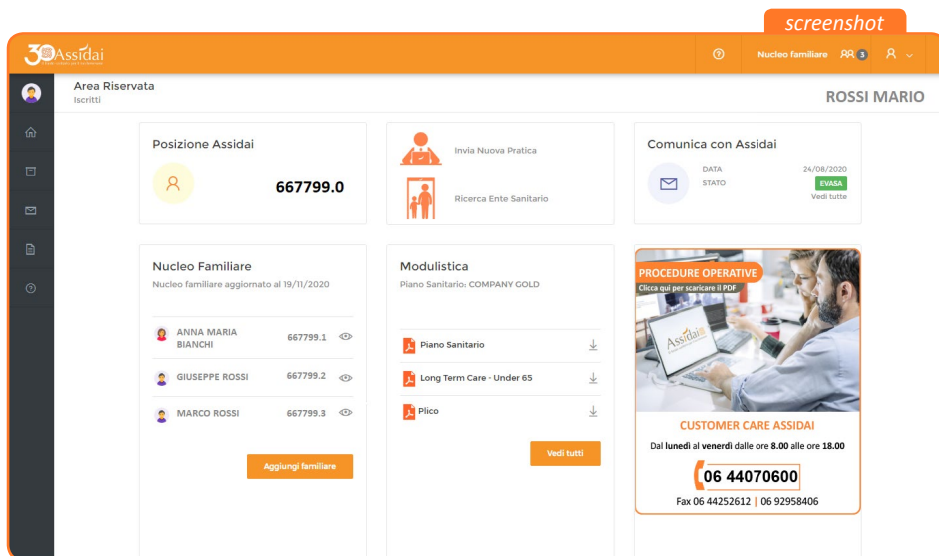 screenshot
30 Assidai
Nucleo familiare 3
Area Riservata
Iscritti
ROSSI MARIO
Posizione Assidai
667799.0
Invia Nuova Pratica
Ricerca Ente Sanitario
Comunica con Assidai
DATA 24/08/2020
STATO EVASA
Vedi tutte
Nucleo Familiare
Nucleo familiare aggiornato al 19/11/2020
ANNA MARIA
BIANCHI 667799.1
GIUSEPPE ROSSI 667799.2
MARCO ROSSI 667799.3
Aggiungi familiare
Modulistica
Piano Sanitario: COMPANY GOLD
Piano Sanitario
Long Term Care - Under 65
Plico
Vedi tutti
PROCEDURE OPERATIVE
Clicca qui per scaricare il PDF
Assidai
CUSTOMER CARE ASSIDAI
Dal lunedì al venerdì dalle ore 8.00 alle ore 18.00
06 44070600
Fax 06 44252612 | 06 92958406